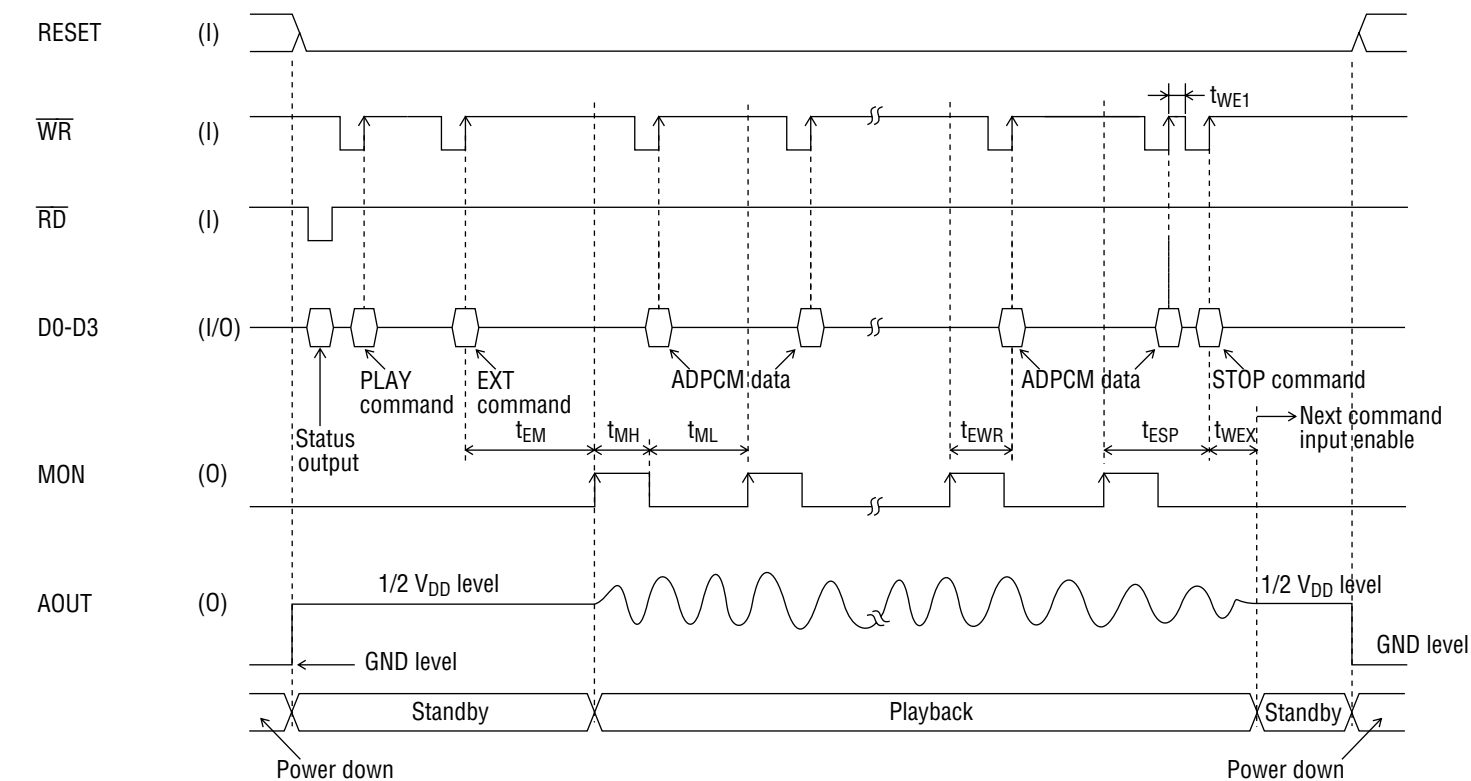 RESET (I)
t_WE1
WR (I)
RD (I)
D0-D3 (I/O)
PLAY
command
EXT
command
ADPCM data
ADPCM data
STOP command
Status
output
t_EM
t_MH
t_ML
t_EWR
t_ESP
t_WEX
Next command
input enable
MON (O)
1/2 V_DD level
1/2 V_DD level
AOUT (O)
GND level
GND level
Standby
Playback
Standby
Power down
Power down